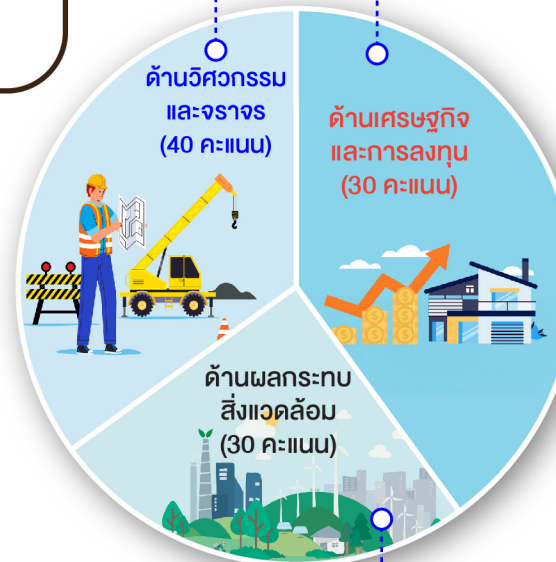 ด้านวิศวกรรม
และจราจร
(40 คะแนน)
ด้านเศรษฐกิจ
และการลงทุน
(30 คะแนน)
ด้านผลกระทบ
สิ่งแวดล้อม
(30 คะแนน)